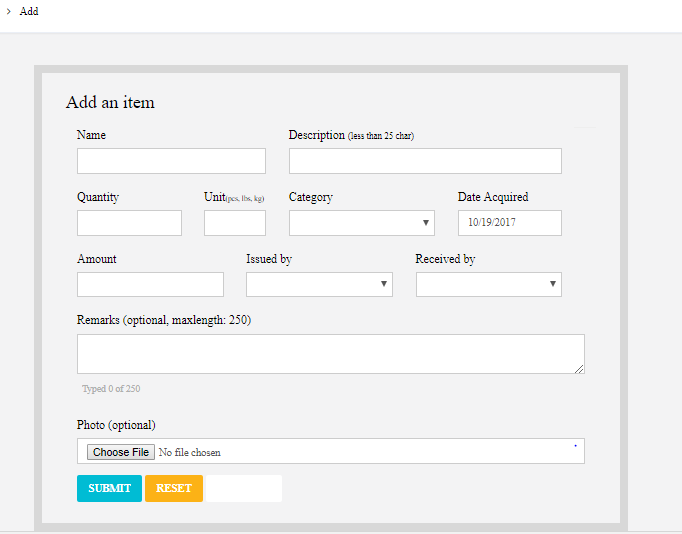 > Add
Add an item
Name Description (less than 25 char)
Quantity Unit(pcs, lbs, kg) Category Date Acquired
10/19/2017
Amount Issued by Received by
Remarks (optional, maxlength: 250)
Typed 0 of 250
Photo (optional)
Choose File No file chosen
SUBMIT RESET